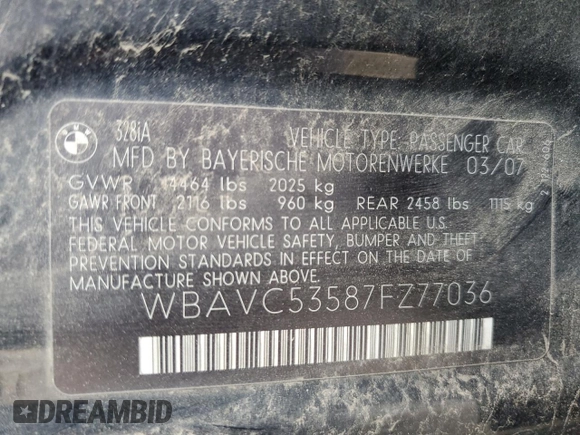 BMW
328iA
VEHICLE TYPE: PASSENGER CAR
MFD BY BAYERISCHE MOTORENWERKE 03/07
GVWR 4464 lbs 2025 kg
GAWR FRONT 2116 lbs 960 kg REAR 2458 lbs 1115 kg
THIS VEHICLE CONFORMS TO ALL APPLICABLE U.S.
FEDERAL MOTOR VEHICLE SAFETY, BUMPER AND THEFT
PREVENTION STANDARDS IN EFFECT ON THE DATE OF
MANUFACTURE SHOWN ABOVE.
WBAVC53587FZ77036
DREAMBID